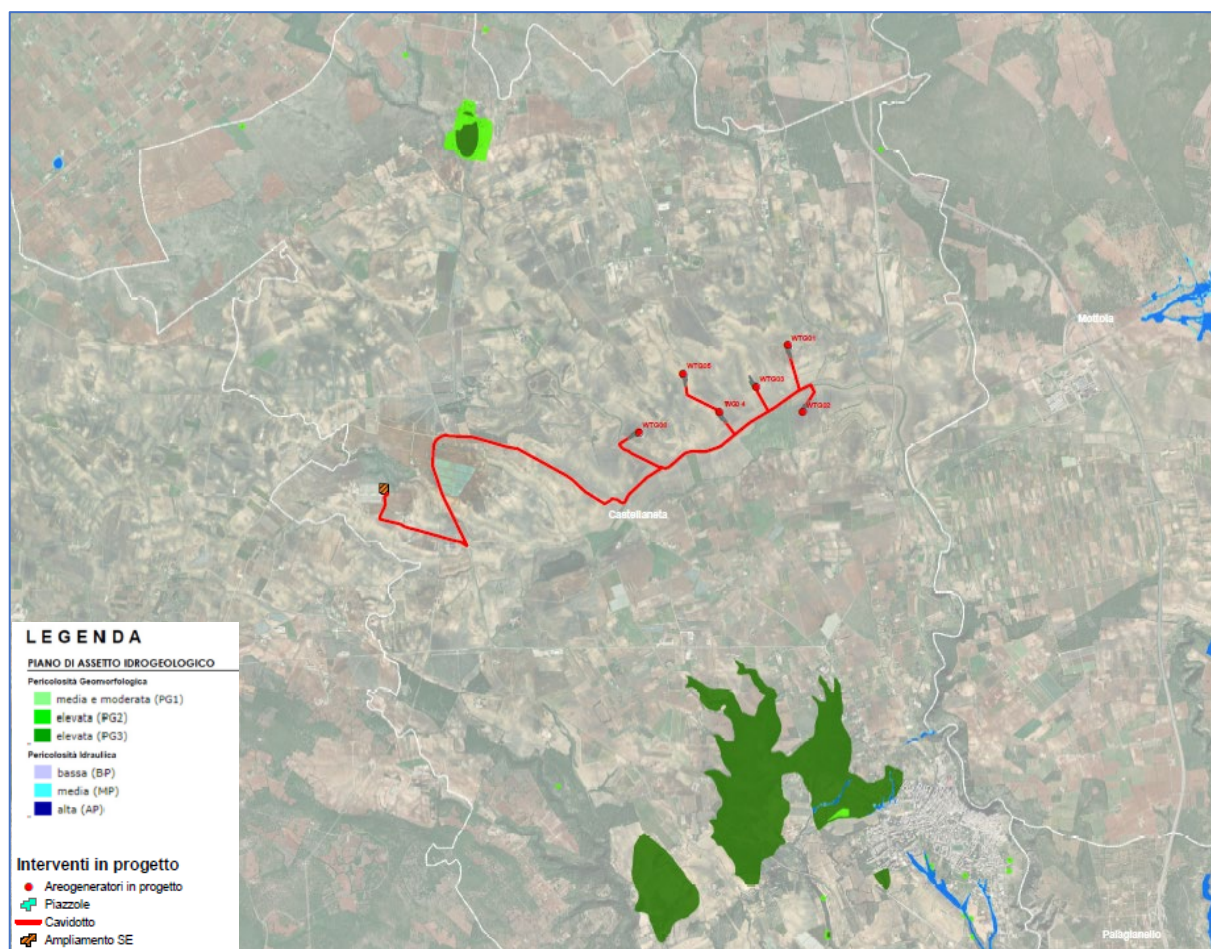 WTG01
WTG05
WTG03
WTG02
WTG06
Mottola
Castellaneta
LEGENDA
PIANO DI ASSETTO IDROGEOLOGICO
Pericolosità Geomorfologica
media e moderata (PG1)
elevata (PG2)
elevata (PG3)
Pericolosità Idraulica
bassa (BP)
media (MP)
alta (AP)
Interventi in progetto
Areogeneratori in progetto
Piazzole
Cavidotto
Ampliamento SE
Palagianello